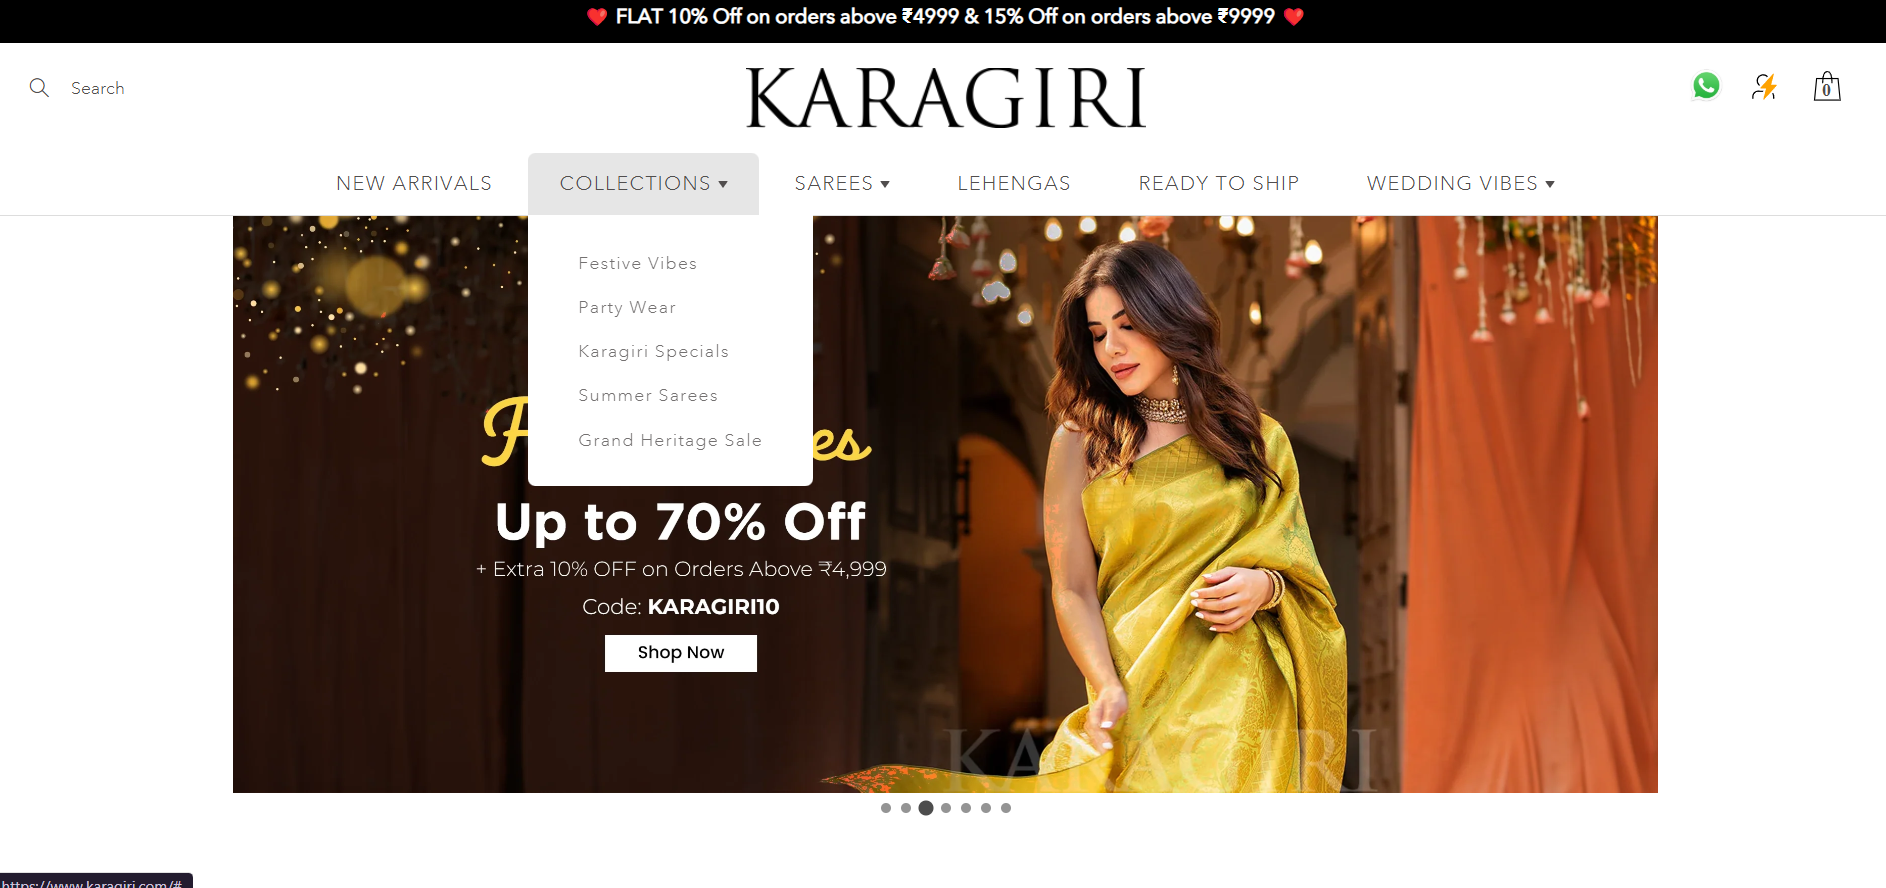 FLAT 10% Off on orders above ₹4999 & 15% Off on orders above ₹9999
Search
KARAGIRI
0
NEW ARRIVALS
COLLECTIONS
SAREES
LEHENGAS
READY TO SHIP
WEDDING VIBES
Festive Vibes
Party Wear
Karagiri Specials
Summer Sarees
Grand Heritage Sale
Up to 70% Off
+ Extra 10% OFF on Orders Above ₹4,999
Code: KARAGIRI10
Shop Now
KARAGIRI
https://www.karagiri.com/#